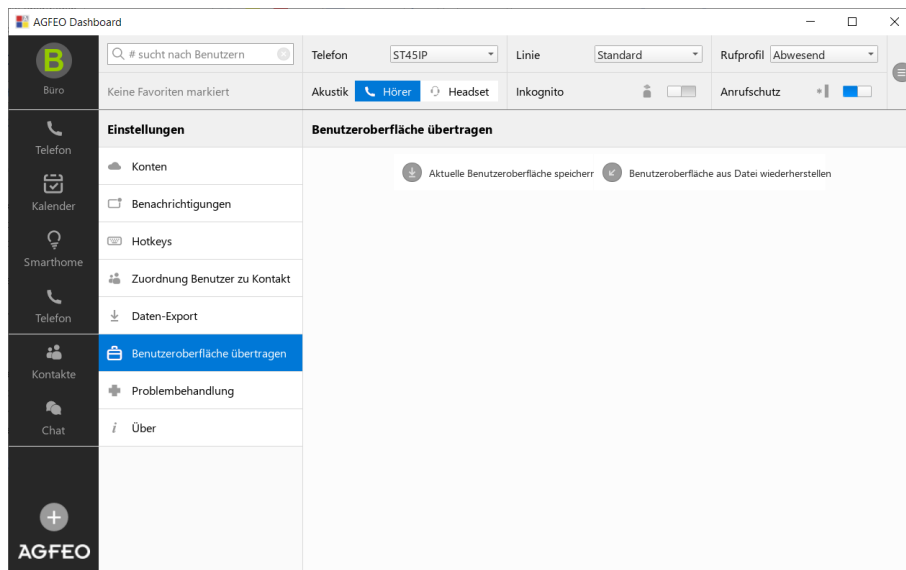 AGFEO Dashboard
B
Büro
# sucht nach Benutzern
Telefon
ST45IP
Linie
Standard
Rufprofil
Abwesend
Keine Favoriten markiert
Akustik
Hörer
Headset
Inkognito
Anrufschutz
Telefon
Kalender
Smarthome
Telefon
Kontakte
Chat
AGFEO
Einstellungen
Konten
Benachrichtigungen
Hotkeys
Zuordnung Benutzer zu Kontakt
Daten-Export
Benutzeroberfläche übertragen
Problembehandlung
Über
Benutzeroberfläche übertragen
Aktuelle Benutzeroberfläche speicherr
Benutzeroberfläche aus Datei wiederherstellen